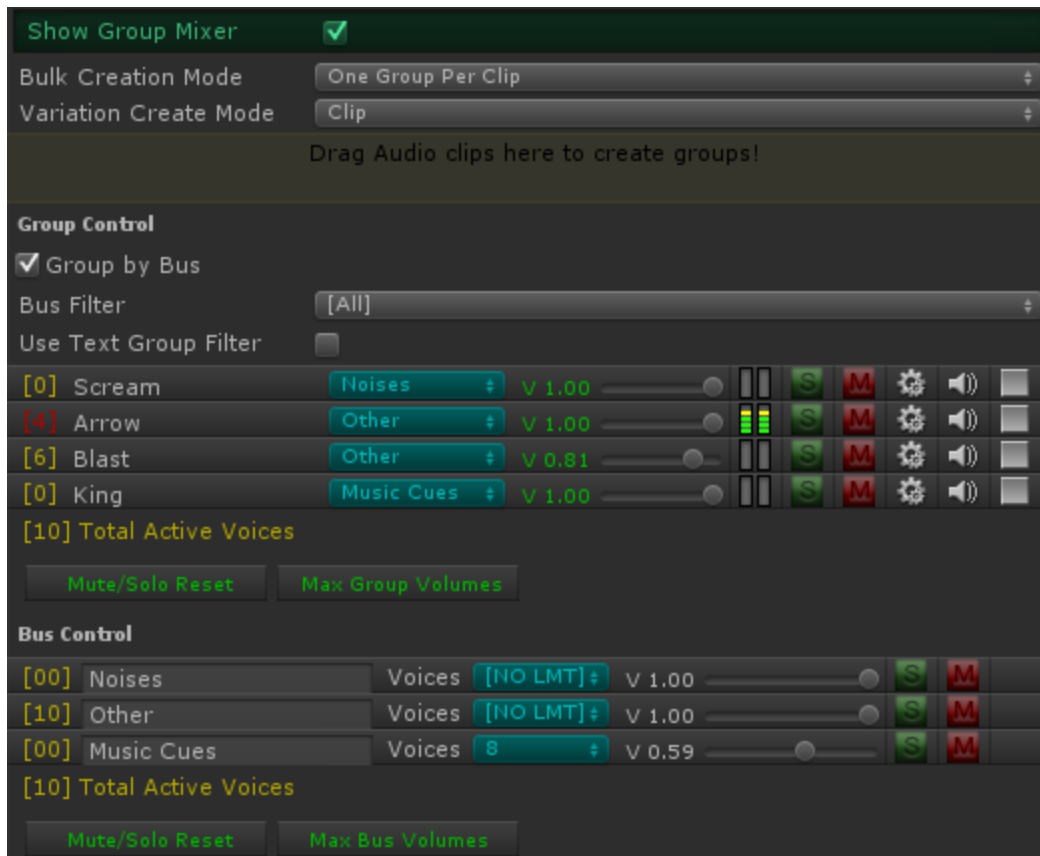 Show Group Mixer
Bulk Creation Mode One Group Per Clip
Variation Create Mode Clip
Drag Audio clips here to create groups!
Group Control
Group by Bus
Bus Filter [All]
Use Text Group Filter
[0] Scream Noises V 1.00 S M
[4] Arrow Other V 1.00 S M
[6] Blast Other V 0.81 S M
[0] King Music Cues V 1.00 S M
[10] Total Active Voices
Mute/Solo Reset Max Group Volumes
Bus Control
[00] Noises Voices [NO LMT] V 1.00 S M
[10] Other Voices [NO LMT] V 1.00 S M
[00] Music Cues Voices 8 V 0.59 S M
[10] Total Active Voices
Mute/Solo Reset Max Bus Volumes